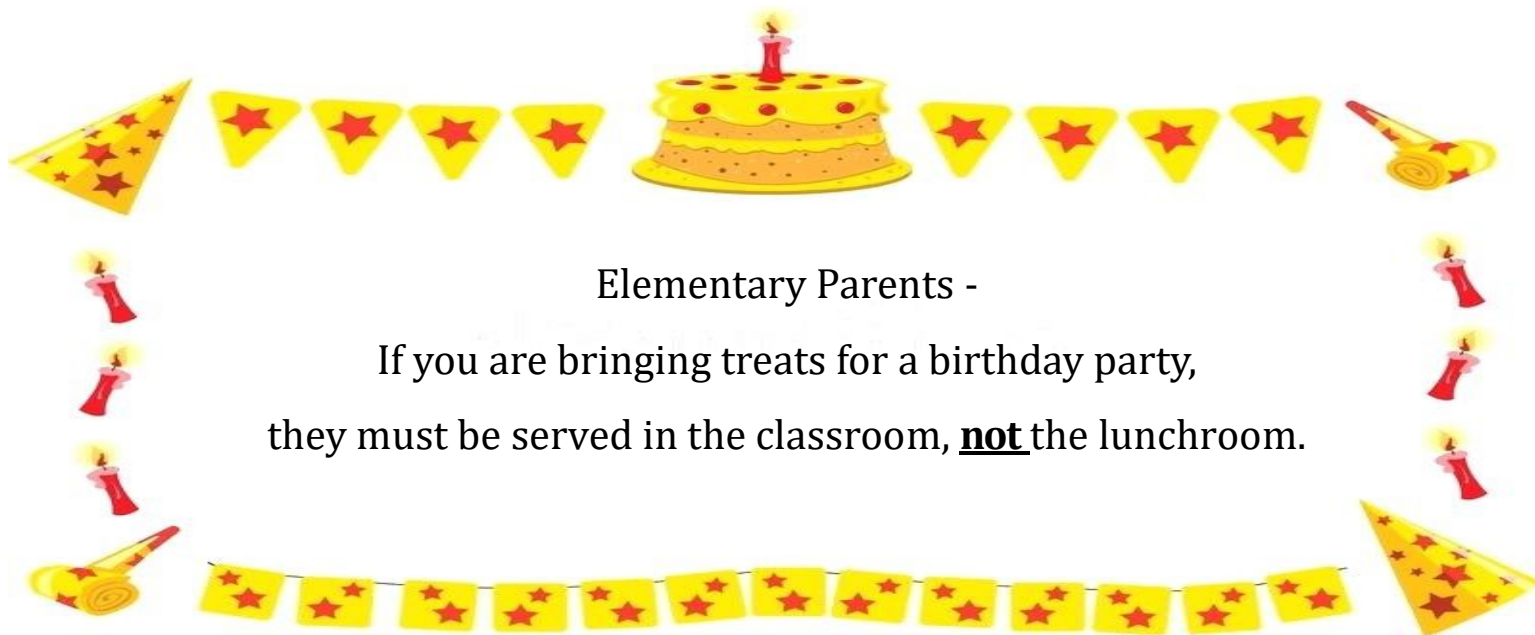 Elementary Parents -
If you are bringing treats for a birthday party,
they must be served in the classroom, not the lunchroom.